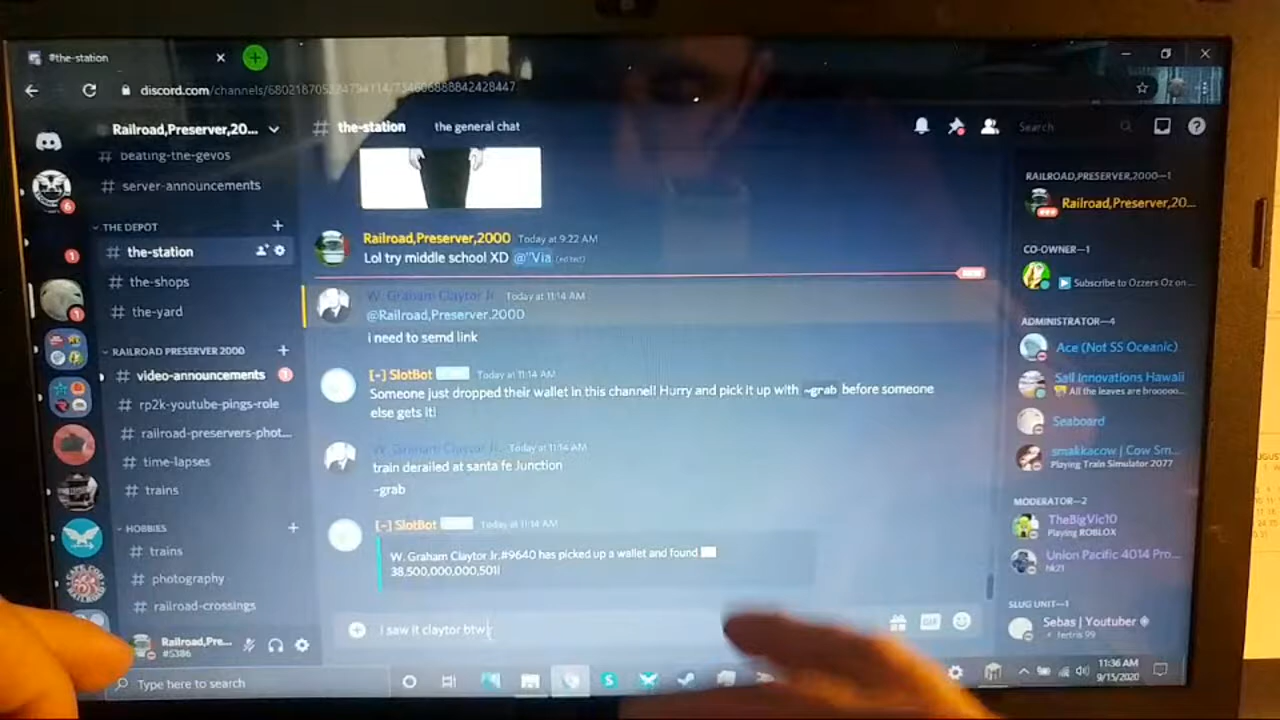 #the-station
discord.com/channels/
Railroad,Preserver,20...
beating-the-gevos
server-announcements
THE DEPOT
the-station
the-shops
the-yard
RAILROAD PRESERVER 2000
video-announcements 1
rp2k-youtube-pings-role
railroad-preservers-phot...
time-lapses
trains
HOBBIES
trains
photography
railroad-crossings
Railroad,Pre...
#5386
6
1
1
# the-station the general chat
Railroad,Preserver,2000 Today at 9:22 AM
Lol try middle school XD @"Via (edited)
NEW
W. Graham Claytor Jr. Today at 11:14 AM
@Railroad,Preserver.2000
i need to semd link
[-] SlotBot Today at 11:14 AM
Someone just dropped their wallet in this channel! Hurry and pick it up with ~grab before someone
else gets it!
W. Graham Claytor Jr. Today at 11:14 AM
train derailed at santa fe Junction
~grab
[-] SlotBot Today at 11:14 AM
W. Graham Claytor Jr.#9640 has picked up a wallet and found
38,500,000,000,501!
i saw it claytor btw
GIF
Search
RAILROAD,PRESERVER,2000—1
Railroad,Preserver,20...
CO-OWNER—1
Subscribe to Ozzers Oz on...
ADMINISTRATOR—4
Ace (Not SS Oceanic)
Sail Innovations Hawaii
All the leaves are brooooo...
Seaboard
smakkacow | Cow Sm...
Playing Train Simulator 2077
MODERATOR—2
TheBigVic10
Playing ROBLOX
Union Pacific 4014 Pro...
hk21
SLUG UNIT—1
Sebas | Youtuber
fertris 99
Type here to search
11:36 AM
9/15/2020